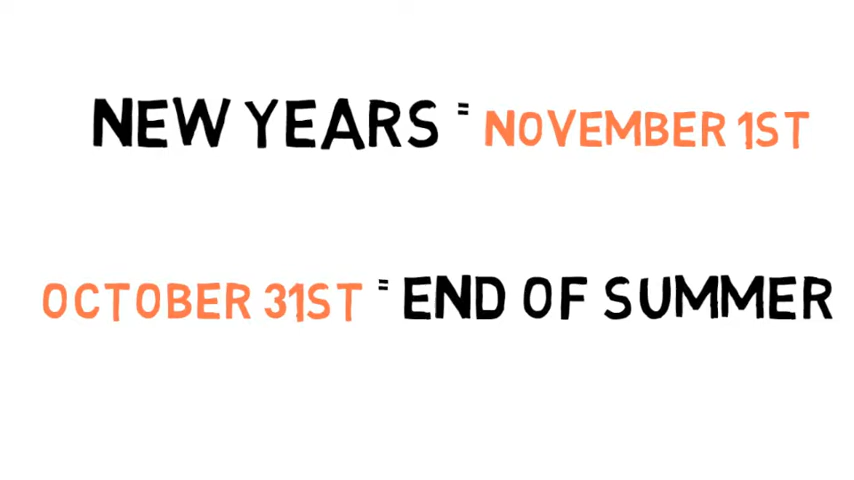 NEW YEARS = NOVEMBER 1ST
OCTOBER 31ST = END OF SUMMER